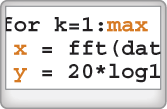 for k=1:max
x = fft(dat
y = 20*log1